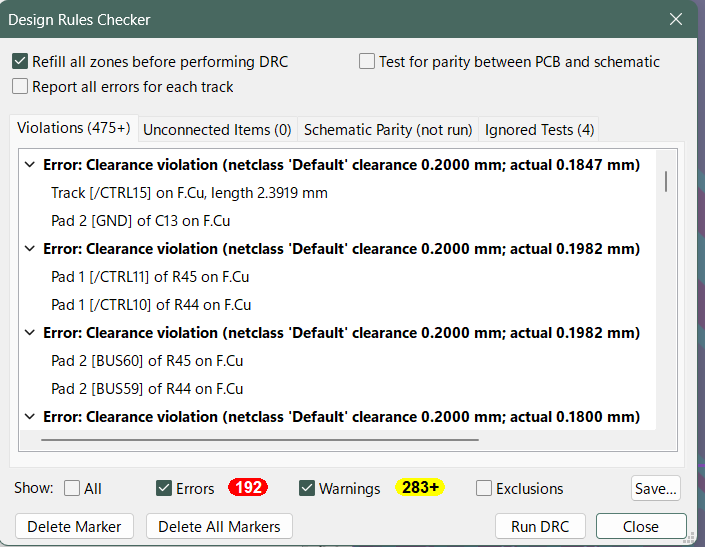 Design Rules Checker
Refill all zones before performing DRC
Test for parity between PCB and schematic
Report all errors for each track
Violations (475+)
Unconnected Items (0)
Schematic Parity (not run)
Ignored Tests (4)
Error: Clearance violation (netclass 'Default' clearance 0.2000 mm; actual 0.1847 mm)
Track [/CTRL15] on F.Cu, length 2.3919 mm
Pad 2 [GND] of C13 on F.Cu
Error: Clearance violation (netclass 'Default' clearance 0.2000 mm; actual 0.1982 mm)
Pad 1 [/CTRL11] of R45 on F.Cu
Pad 1 [/CTRL10] of R44 on F.Cu
Error: Clearance violation (netclass 'Default' clearance 0.2000 mm; actual 0.1982 mm)
Pad 2 [BUS60] of R45 on F.Cu
Pad 2 [BUS59] of R44 on F.Cu
Error: Clearance violation (netclass 'Default' clearance 0.2000 mm; actual 0.1800 mm)
Show:
All
Errors
192
Warnings
283+
Exclusions
Save...
Delete Marker
Delete All Markers
Run DRC
Close